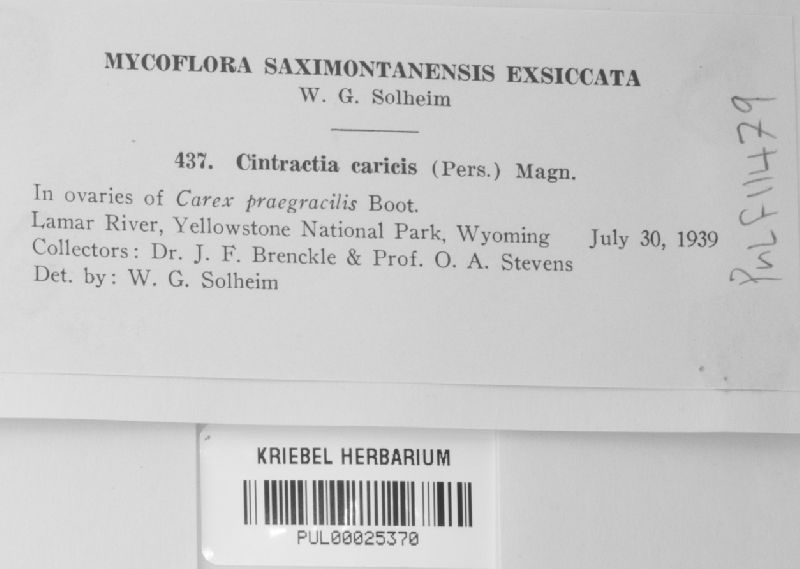 MYCOFLORA SAXIMONTANENSIS EXSICCATA
W. G. Solheim
437. Cintractia caricis (Pers.) Magn.
In ovaries of Carex praegracilis Boot.
Lamar River, Yellowstone National Park, Wyoming July 30, 1939
Collectors: Dr. J. F. Brenckle & Prof. O. A. Stevens
Det. by: W. G. Solheim
PuL F11479
KRIEBEL HERBARIUM
PUL00025370